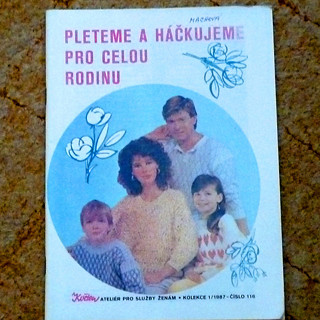 PLETEME A HÁČKUJEME
PRO CELOU
RODINU
ATELIÉR PRO SLUŽBY ŽENÁM • KOLEKCE 1/1987 - ČÍSLO 116